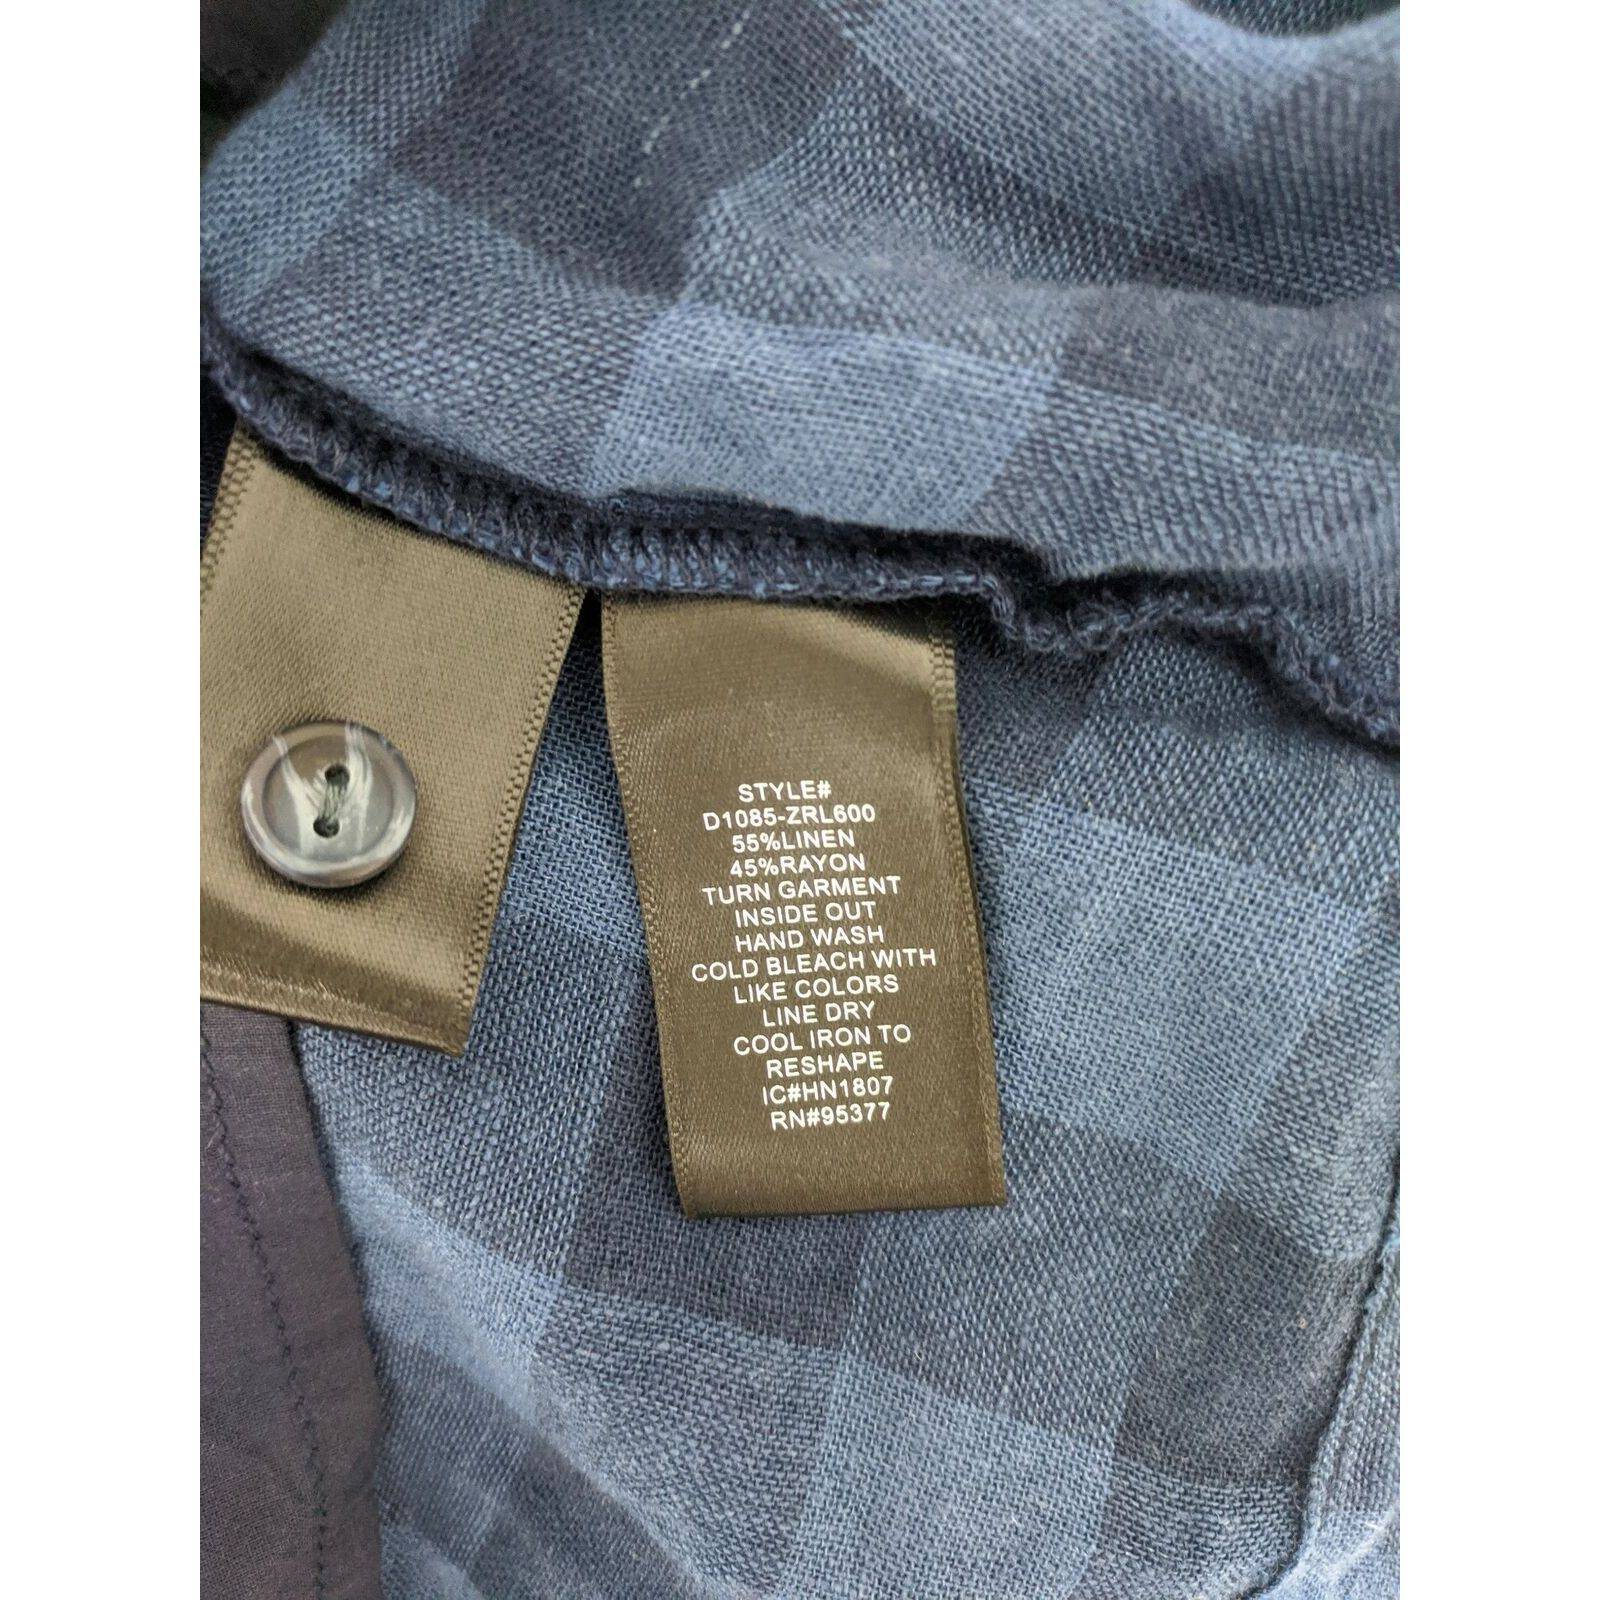 STYLE#
D1085-ZRL600
55%LINEN
45%RAYON
TURN GARMENT
INSIDE OUT
HAND WASH
COLD BLEACH WITH
LIKE COLORS
LINE DRY
COOL IRON TO
RESHAPE
IC#HN1807
RN#95377